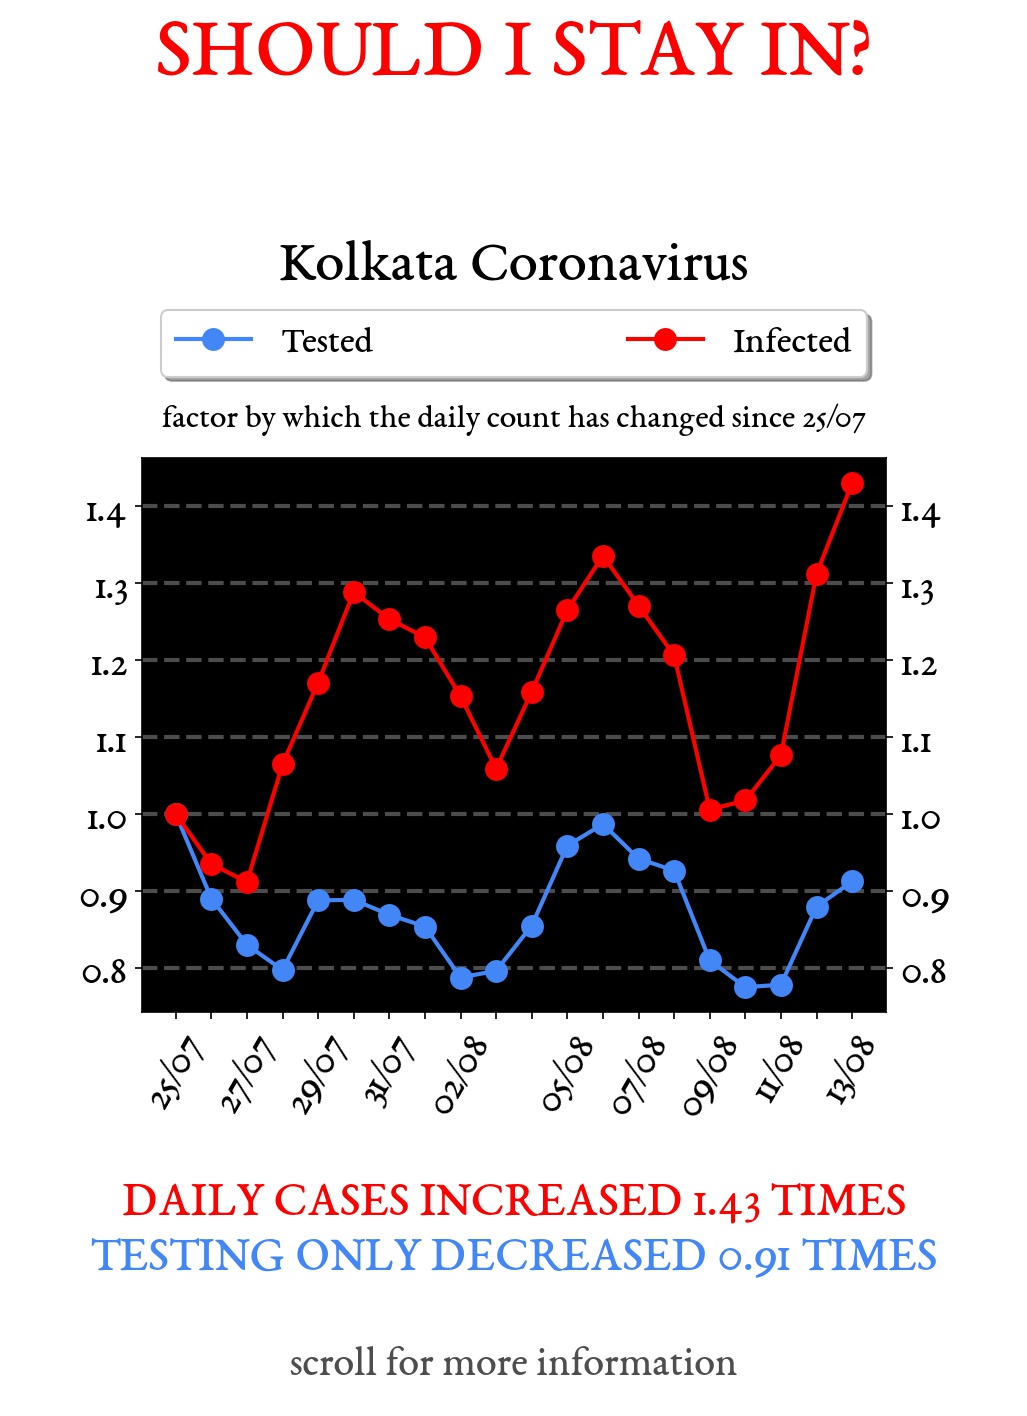 SHOULD I STAY IN?
Kolkata Coronavirus
Tested Infected
factor by which the daily count has changed since 25/07
1.4 1.4
1.3 1.3
1.2 1.2
1.1 1.1
1.0 1.0
0.9 0.9
0.8 0.8
25/07 27/07 29/07 31/07 02/08 05/08 07/08 09/08 11/08 13/08
DAILY CASES INCREASED 1.43 TIMES
TESTING ONLY DECREASED 0.91 TIMES
scroll for more information